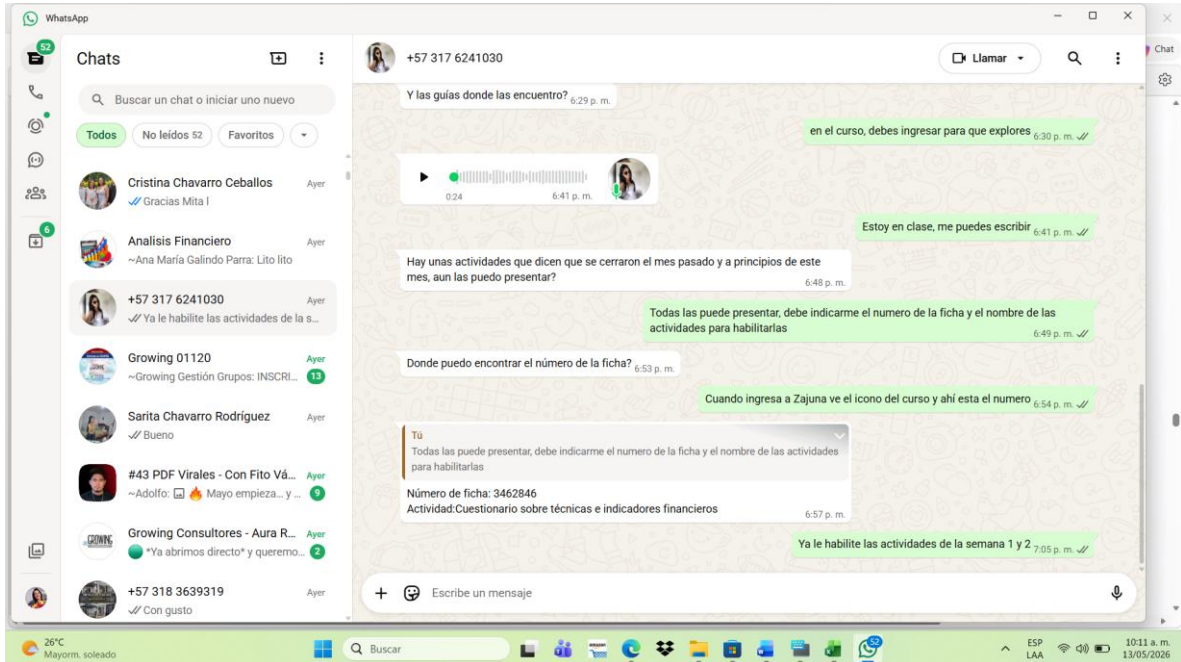 WhatsApp
52
Chats
Buscar un chat o iniciar uno nuevo
Todos
No leídos 52
Favoritos
Cristina Chavarro Ceballos
Ayer
Gracias Mita l
6
Analisis Financiero
Ayer
~Ana María Galindo Parra: Lito lito
+57 317 6241030
Ayer
Ya le habilite las actividades de la s...
Growing 01120
Ayer
~Growing Gestión Grupos: INSCRI...
13
Sarita Chavarro Rodríguez
Ayer
Bueno
#43 PDF Virales - Con Fito Vá...
Ayer
~Adolfo: Mayo empieza... y ...
9
Growing Consultores - Aura R...
Ayer
*Ya abrimos directo* y queremo...
2
+57 318 3639319
Ayer
Con gusto
+57 317 6241030
Llamar
Y las guías donde las encuentro? 6:29 p. m.
en el curso, debes ingresar para que explores 6:30 p. m.
0:24
6:41 p. m.
Estoy en clase, me puedes escribir 6:41 p. m.
Hay unas actividades que dicen que se cerraron el mes pasado y a principios de este
mes, aun las puedo presentar?
6:48 p. m.
Todas las puede presentar, debe indicarme el numero de la ficha y el nombre de las
actividades para habilitarlas
6:49 p. m.
Donde puedo encontrar el número de la ficha? 6:53 p. m.
Cuando ingresa a Zajuna ve el icono del curso y ahí esta el numero 6:54 p. m.
Tú
Todas las puede presentar, debe indicarme el numero de la ficha y el nombre de las actividades
para habilitarlas
Número de ficha: 3462846
Actividad:Cuestionario sobre técnicas e indicadores financieros
6:57 p. m.
Ya le habilite las actividades de la semana 1 y 2 7:05 p. m.
Escribe un mensaje
Chat
26°C
Mayorm. soleado
Buscar
52
ESP
LAA
10:11 a. m.
13/05/2026